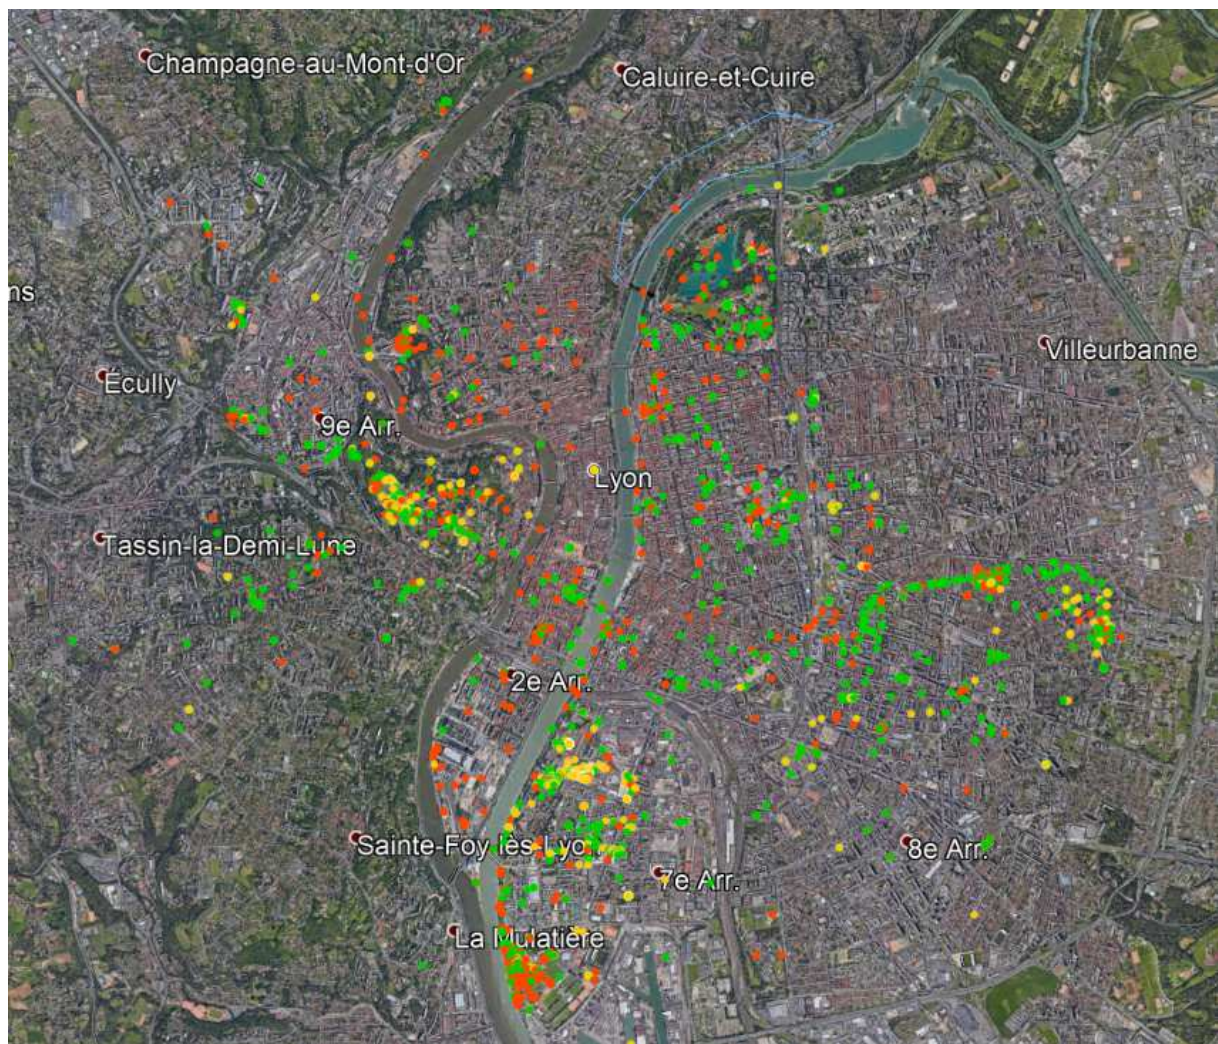 Champagne-au-Mont-d'Or
Caluire-et-Cuire
ns
Villeurbanne
Écully
9e Arr.
Lyon
Tassin-la-Demi-Lune
2e Arr.
Sainte-Foy lès-Lyo
8e Arr.
7e Arr.
La Mulatière